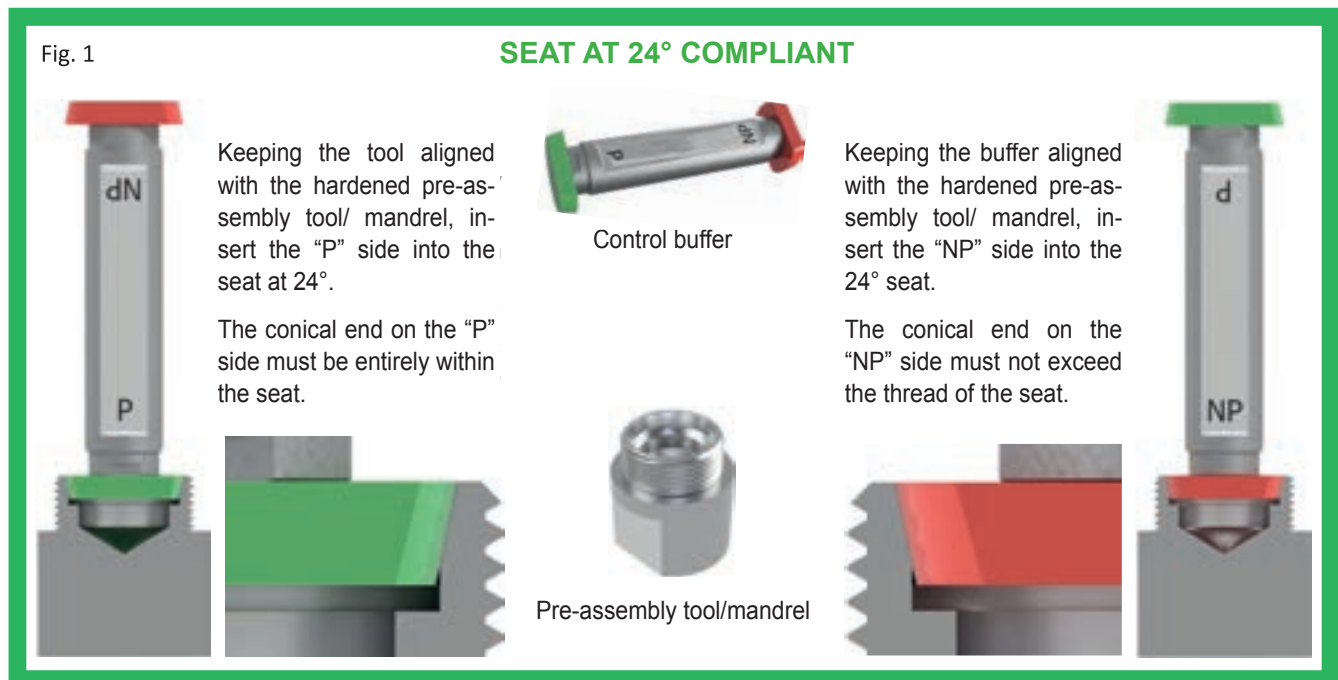 Fig. 1
SEAT AT 24° COMPLIANT
NP
P
Keeping the tool aligned
with the hardened pre-as-
sembly tool/ mandrel, in-
sert the “P” side into the
seat at 24°.
The conical end on the “P”
side must be entirely within
the seat.
P
NP
Control buffer
Pre-assembly tool/mandrel
Keeping the buffer aligned
with the hardened pre-as-
sembly tool/ mandrel, in-
sert the “NP” side into the
24° seat.
The conical end on the
“NP” side must not exceed
the thread of the seat.
P
NP